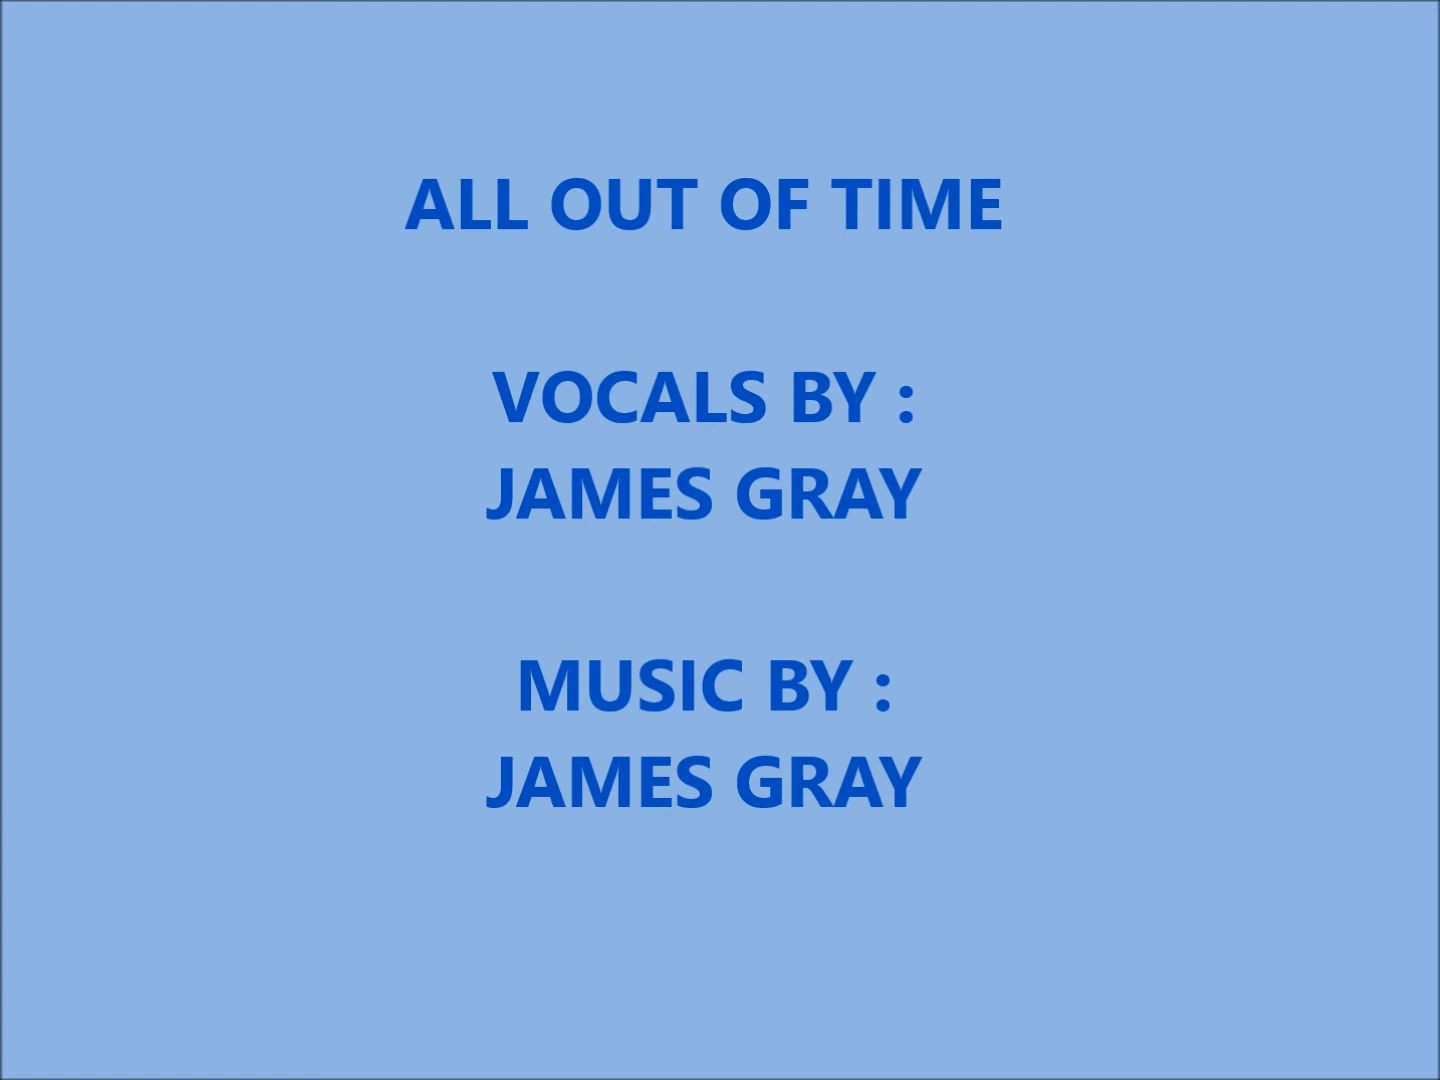 ALL OUT OF TIME
VOCALS BY :
JAMES GRAY
MUSIC BY :
JAMES GRAY